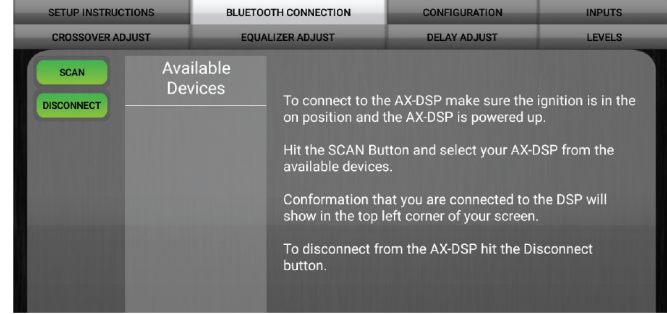 SETUP INSTRUCTIONS BLUETOOTH CONNECTION CONFIGURATION INPUTS
CROSSOVER ADJUST EQUALIZER ADJUST DELAY ADJUST LEVELS
SCAN
DISCONNECT
Available
Devices
To connect to the AX-DSP make sure the ignition is in the
on position and the AX-DSP is powered up.
Hit the SCAN Button and select your AX-DSP from the
available devices.
Conformation that you are connected to the DSP will
show in the top left corner of your screen.
To disconnect from the AX-DSP hit the Disconnect
button.